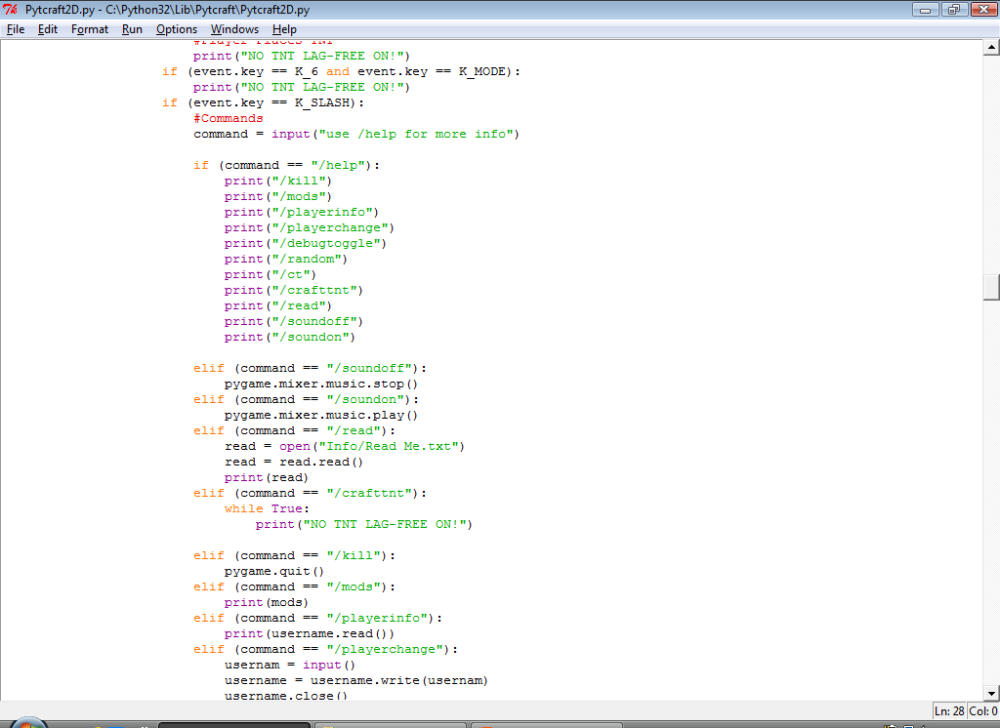 Pytcraft2D.py - C:\Python32\Lib\Pytcraft\Pytcraft2D.py
File Edit Format Run Options Windows Help
#Player Places TNT
print("NO TNT LAG-FREE ON!")
if (event.key == K_6 and event.key == K_MODE):
print("NO TNT LAG-FREE ON!")
if (event.key == K_SLASH):
#Commands
command = input("use /help for more info")
if (command == "/help"):
print("/kill")
print("/mods")
print("/playerinfo")
print("/playerchange")
print("/debugtoggle")
print("/random")
print("/ct")
print("/crafttnt")
print("/read")
print("/soundoff")
print("/soundon")
elif (command == "/soundoff"):
pygame.mixer.music.stop()
elif (command == "/soundon"):
pygame.mixer.music.play()
elif (command == "/read"):
read = open("Info/Read Me.txt")
read = read.read()
print(read)
elif (command == "/crafttnt"):
while True:
print("NO TNT LAG-FREE ON!")
elif (command == "/kill"):
pygame.quit()
elif (command == "/mods"):
print(mods)
elif (command == "/playerinfo"):
print(username.read())
elif (command == "/playerchange"):
usernam = input()
username = username.write(usernam)
username.close()
Ln: 28 Col: 0